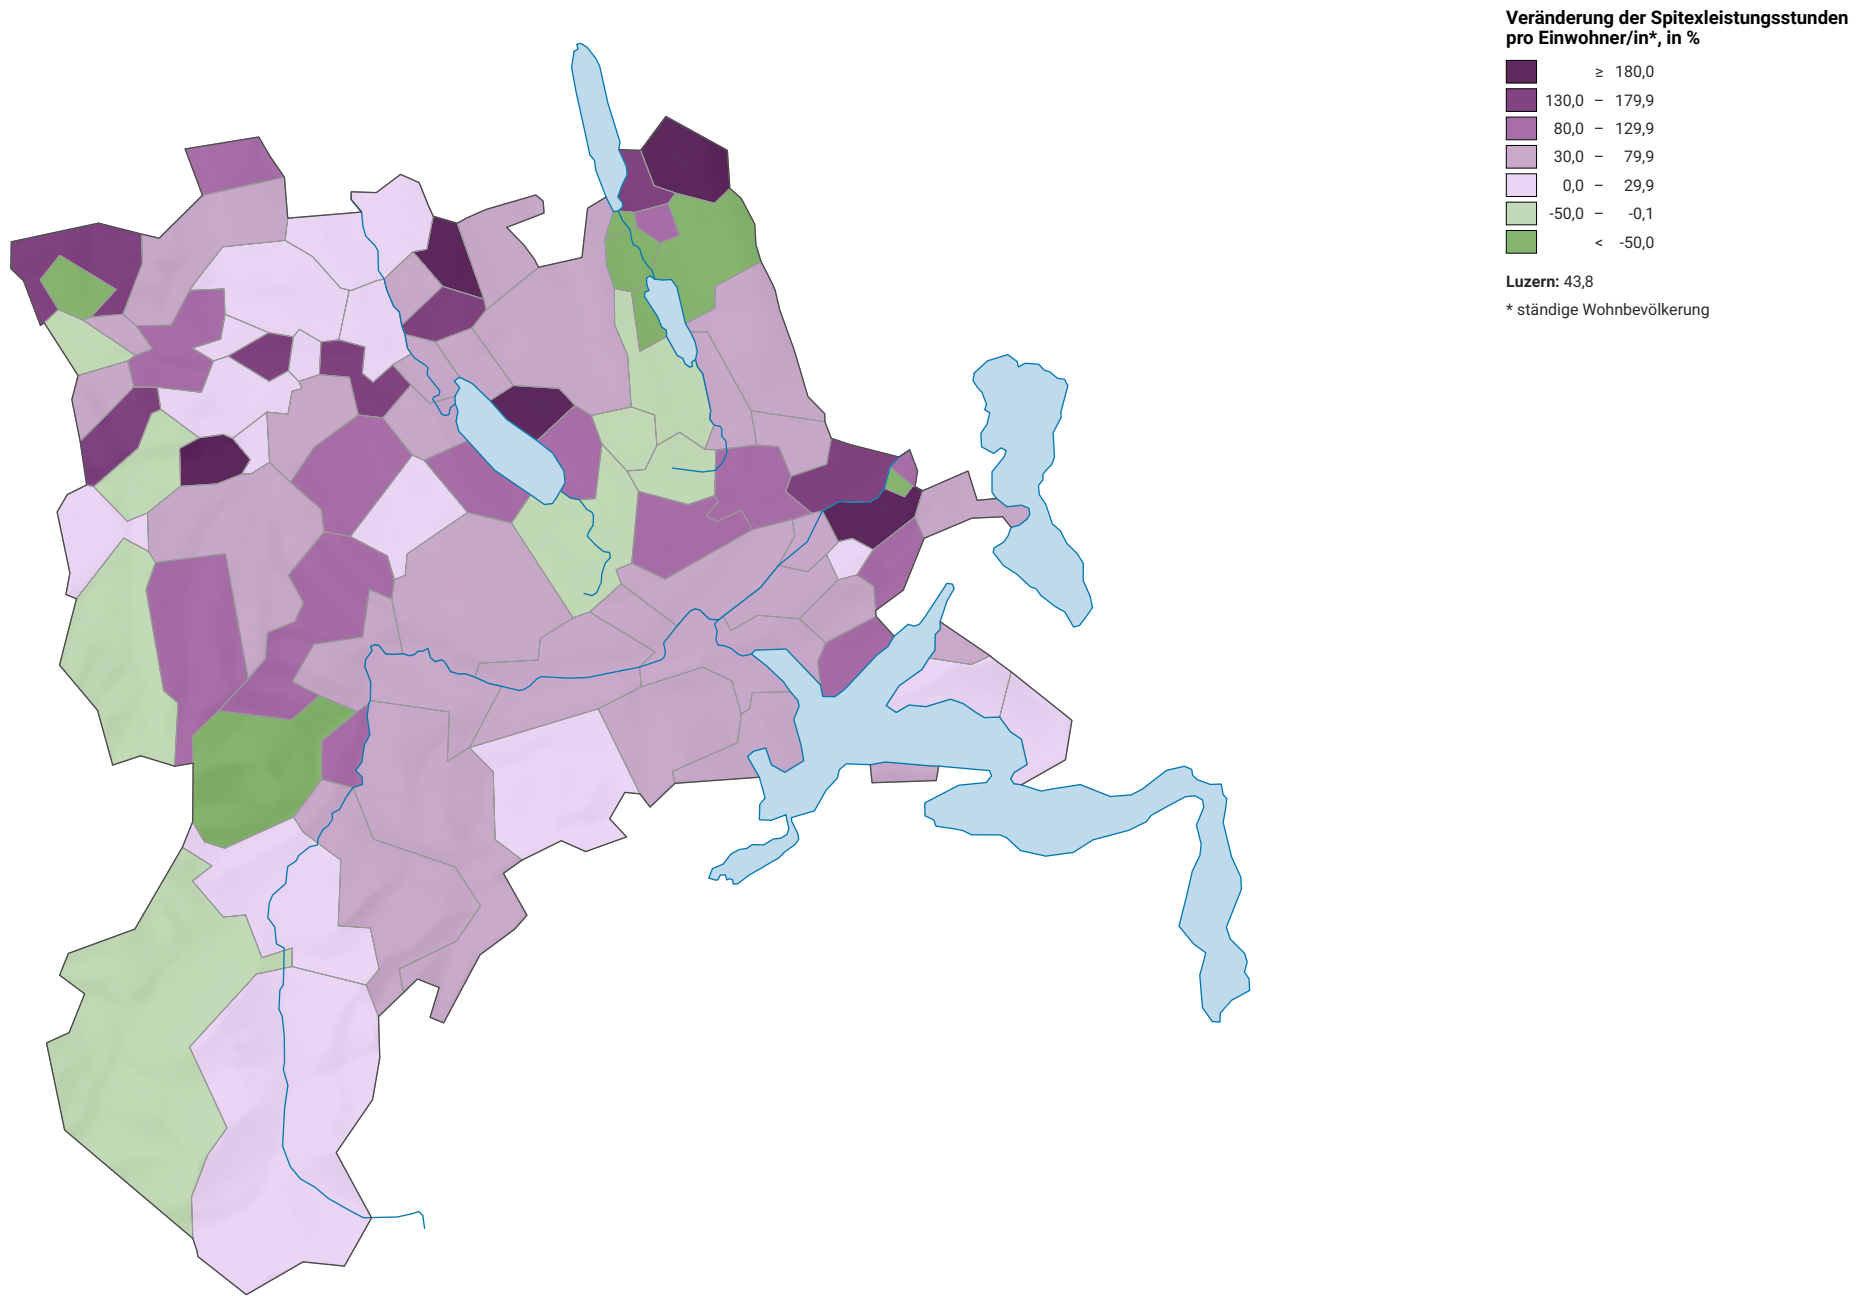 Veränderung der Spitexleistungsstunden
pro Einwohner/in*, in %
≥ 180,0
130,0 – 179,9
80,0 – 129,9
30,0 – 79,9
0,0 – 29,9
-50,0 – -0,1
< -50,0
Luzern: 43,8
* ständige Wohnbevölkerung